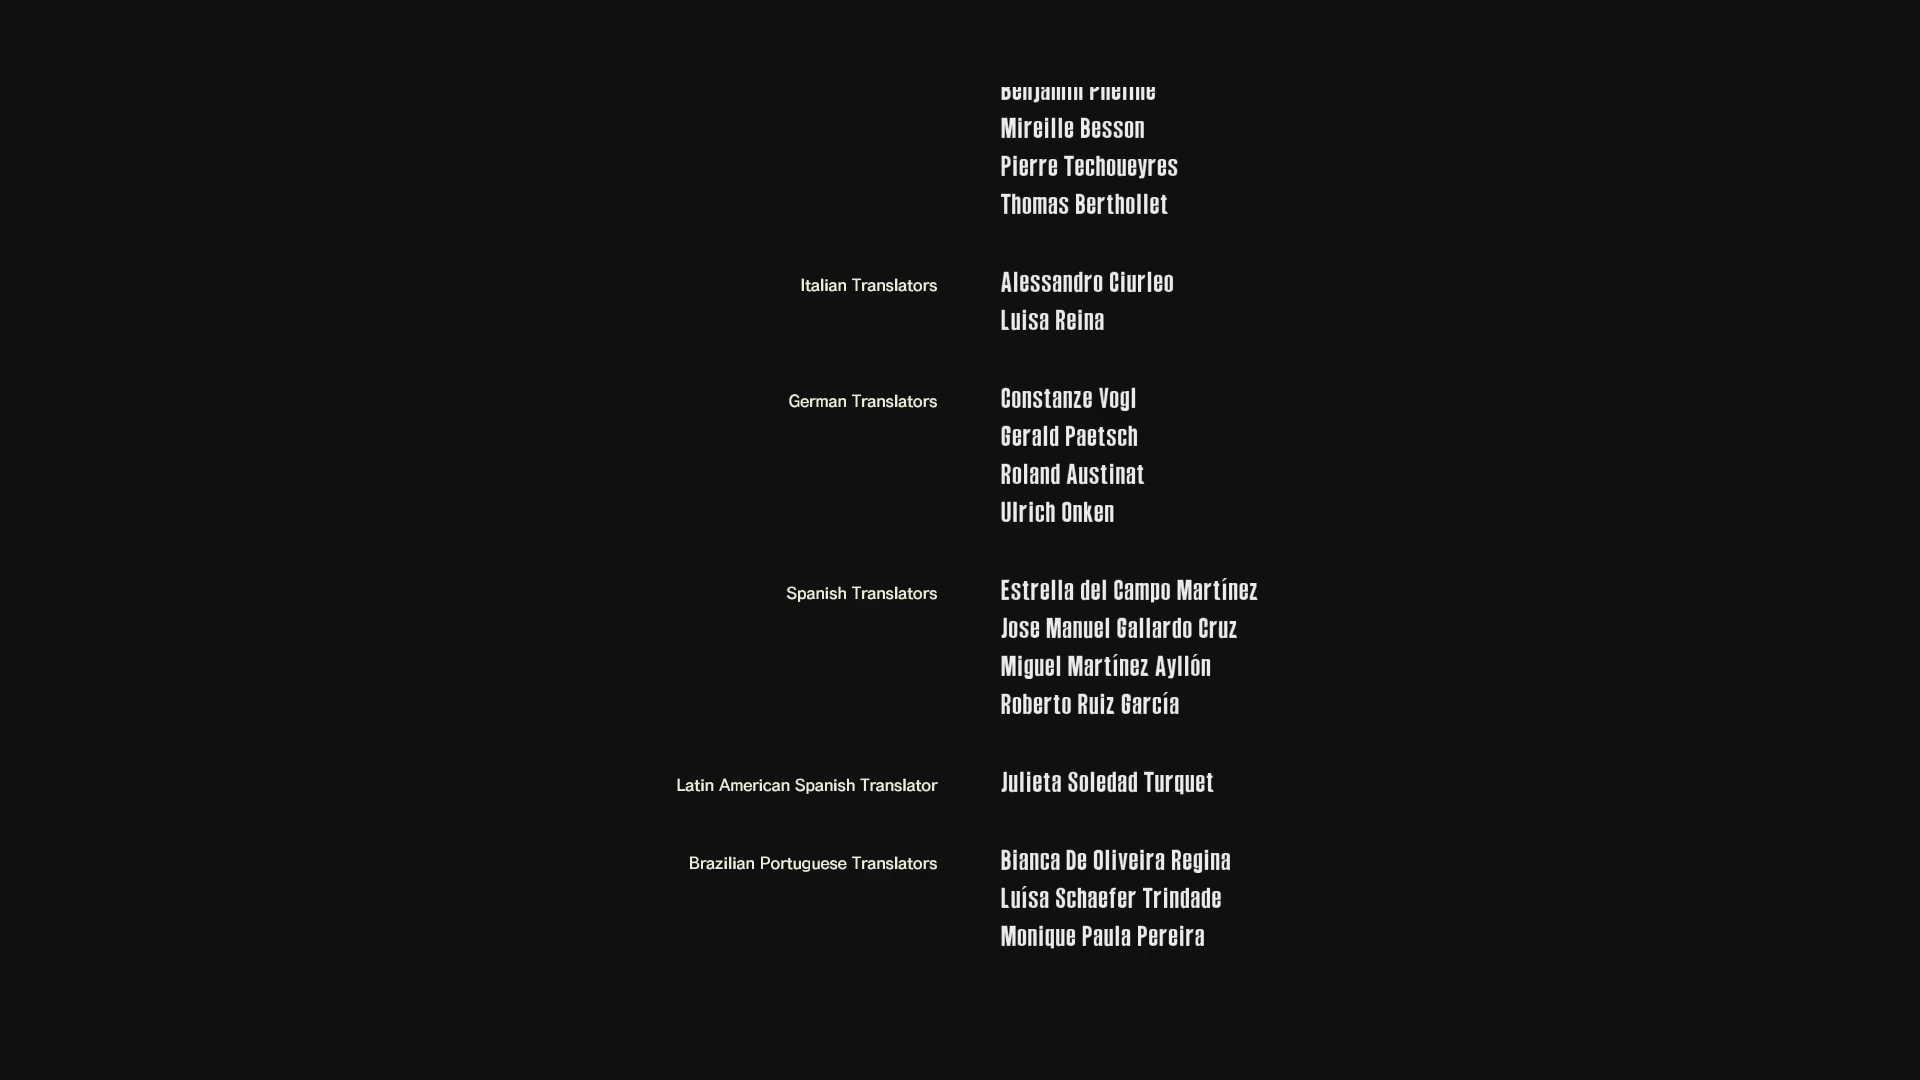 Benjamin
Mireille Besson
Pierre Techoueyres
Thomas Berthollet
Italian Translators
Alessandro Ciurleo
Luisa Reina
German Translators
Constanze Vogl
Gerald Paetsch
Roland Austinat
Ulrich Onken
Spanish Translators
Estrella del Campo Martínez
Jose Manuel Gallardo Cruz
Miguel Martínez Ayllón
Roberto Ruiz García
Latin American Spanish Translator
Julieta Soledad Turquet
Brazilian Portuguese Translators
Bianca De Oliveira Regina
Luísa Schaefer Trindade
Monique Paula Pereira